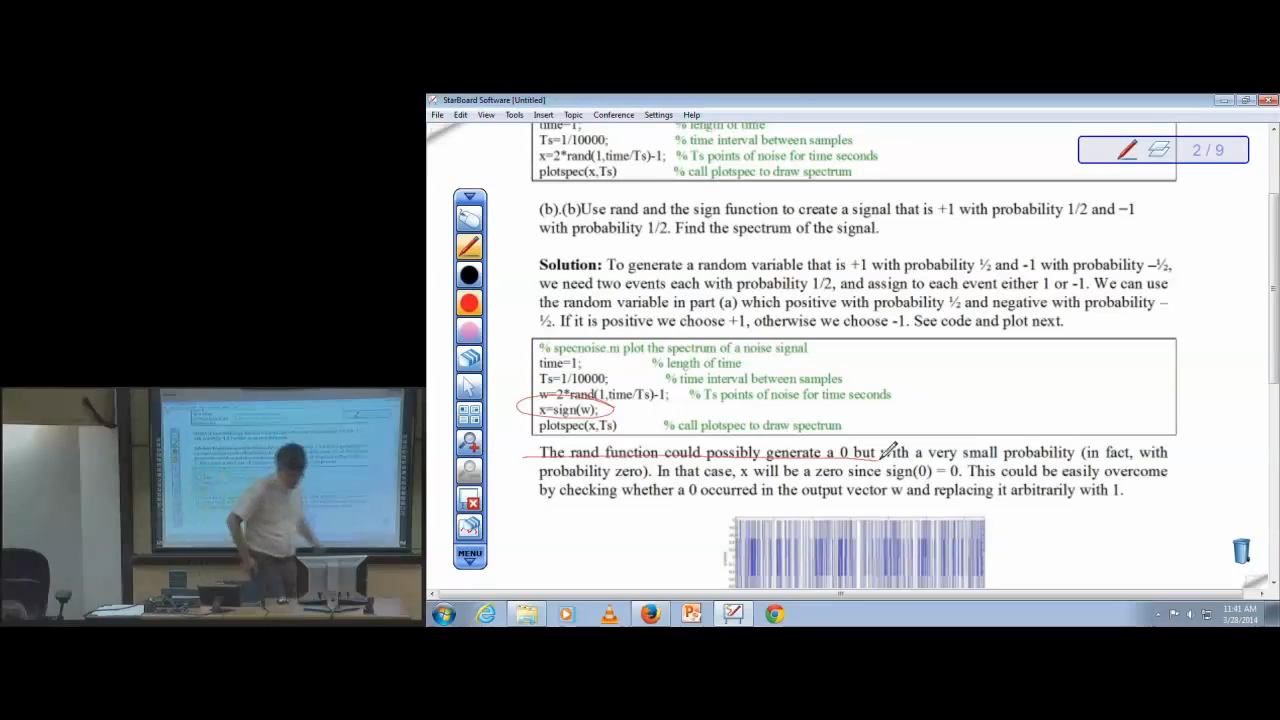 StarBoard Software [Untitled]
File Edit View Tools Insert Topic Conference Settings Help
time=1; % length of time
Ts=1/10000; % time interval between samples
x=2*rand(1,time/Ts)-1; % Ts points of noise for time seconds
plotspec(x,Ts) % call plotspec to draw spectrum
2 / 9
(b).(b)Use rand and the sign function to create a signal that is +1 with probability 1/2 and −1
with probability 1/2. Find the spectrum of the signal.
Solution: To generate a random variable that is +1 with probability ½ and -1 with probability –½,
we need two events each with probability 1/2, and assign to each event either 1 or -1. We can use
the random variable in part (a) which positive with probability ½ and negative with probability –
½. If it is positive we choose +1, otherwise we choose -1. See code and plot next.
% specnoise.m plot the spectrum of a noise signal
time=1; % length of time
Ts=1/10000; % time interval between samples
w=2*rand(1,time/Ts)-1; % Ts points of noise for time seconds
x=sign(w);
plotspec(x,Ts) % call plotspec to draw spectrum
The rand function could possibly generate a 0 but with a very small probability (in fact, with
probability zero). In that case, x will be a zero since sign(0) = 0. This could be easily overcome
by checking whether a 0 occurred in the output vector w and replacing it arbitrarily with 1.
MENU
11:41 AM
3/28/2014